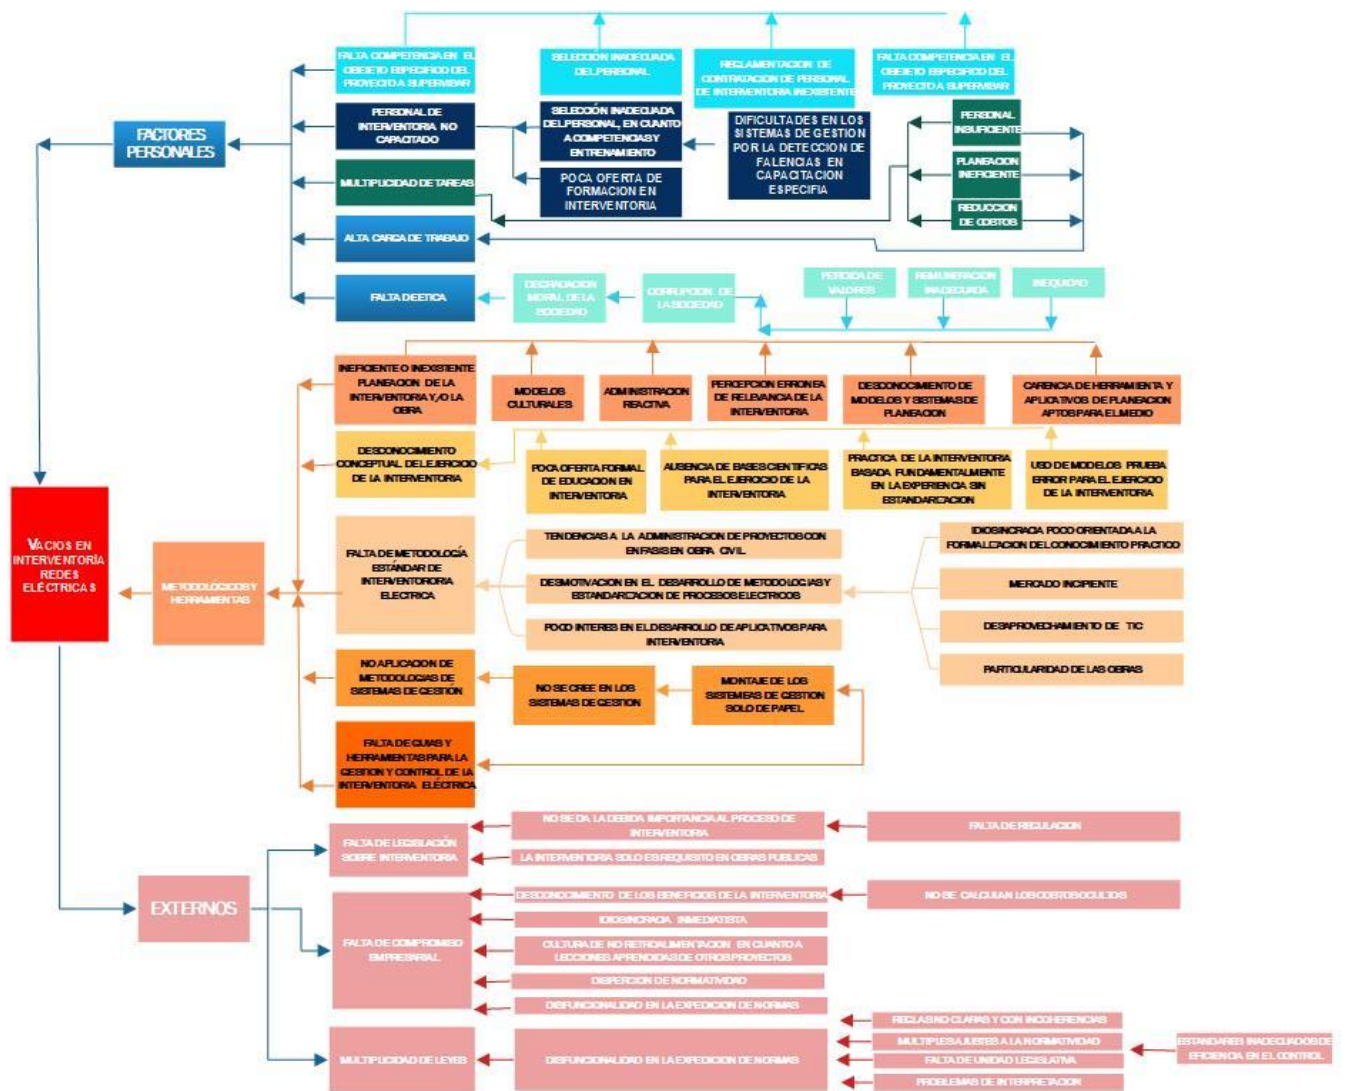 FALTA COMPETENCIA EN EL
OBJETO ESPECIFICO DEL
PROYECTO A SUPERVISAR
SELECCIÓN INADECUADA
DEL PERSONAL
REGLAMENTACION DE
CONTRATACION DE PERSONAL
DE INTERVENTORIA INEXISTENTE
FALTA COMPETENCIA EN EL
OBJETO ESPECIFICO DEL
PROYECTO A SUPERVISAR
FACTORES
PERSONALES
PERSONAL DE
INTERVENTORIA NO
CAPACITADO
SELECCIÓN INADECUADA
DEL PERSONAL, EN CUANTO
A COMPETENCIAS Y
ENTRENAMIENTO
POCA OFERTA DE
FORMACION EN
INTERVENTORIA
DIFICULTADES EN LOS
SISTEMAS DE GESTION
POR LA DETECCION DE
FALENCIAS EN
CAPACITACION
ESPECIFIA
PERSONAL
INSUFICIENTE
PLANEACION
INEFICIENTE
REDUCCION
DE COSTOS
MULTIPLICIDAD DE TAREAS
ALTA CARGA DE TRABAJO
FALTA DE ETICA
DEGRADACION
MORAL DE LA
SOCIEDAD
CORRUPCION DE
LA SOCIEDAD
PERDIDA DE
VALORES
REMUNERACION
INADECUADA
INEQUIDAD
INEFICIENTE O INEXISTENTE
PLANEACION DE LA
INTERVENTORIA Y/O LA
OBRA
MODELOS
CULTURALES
ADMINISTRACION
REACTIVA
PERCEPCION ERRONEA
DE RELEVANCIA DE LA
INTERVENTORIA
DESCONOCIMIENTO DE
MODELOS Y SISTEMAS DE
PLANEACION
CARENCIA DE HERRAMIENTA Y
APLICATIVOS DE PLANEACION
APTOS PARA EL MEDIO
DESCONOCIMIENTO
CONCEPTUAL DEL EJERCICIO
DE LA INTERVENTORIA
POCA OFERTA FORMAL
DE EDUCACION EN
INTERVENTORIA
AUSENCIA DE BASES CIENTIFICAS
PARA EL EJERCICIO DE LA
INTERVENTORIA
PRACTICA DE LA INTERVENTORIA
BASADA FUNDAMENTALMENTE
EN LA EXPERIENCIA SIN
ESTANDARIZACION
USO DE MODELOS PRUEBA
ERROR PARA EL EJERCICIO
DE LA INTERVENTORIA
VACIOS EN
INTERVENTORÍA
REDES
ELÉCTRICAS
METODOLÓGICOS Y
HERRAMIENTAS
FALTA DE METODOLOGÍA
ESTÁNDAR DE
INTERVENTORORIA
ELECTRICA
TENDENCIAS A LA ADMINISTRACION DE PROYECTOS CON
ENFASIS EN OBRA CIVIL
DESMOTIVACION EN EL DESARROLLO DE METODOLOGIAS Y
ESTANDARIZACION DE PROCESOS ELECTRICOS
POCO INTERES EN EL DESARROLLO DE APLICATIVOS PARA
INTERVENTORIA
IDIOSINCRACIA POCO ORIENTADA A LA
FORMALIZACION DEL CONOCIMIENTO PRACTICO
MERCADO INCIPIENTE
DESAPROVECHAMIENTO DE TIC
PARTICULARIDAD DE LAS OBRAS
NO APLICACION DE
METODOLOGIAS DE
SISTEMAS DE GESTIÓN
NO SE CREE EN LOS
SISTEMAS DE GESTION
MONTAJE DE LOS
SISTEMEAS DE GESTION
SOLO DE PAPEL
FALTA DE GUIAS Y
HERRAMIENTAS PARA LA
GESTION Y CONTROL DE LA
INTERVENTORIA ELÉCTRICA
EXTERNOS
FALTA DE LEGISLACIÓN
SOBRE INTERVENTORIA
NO SE DA LA DEBIDA IMPORTANCIA AL PROCESO DE
INTERVENTORIA
FALTA DE REGULACION
LA INTERVENTORIA SOLO ES REQUISITO EN OBRAS PUBLICAS
FALTA DE COMPROMISO
EMPRESARIAL
DESCONOCIMIENTO DE LOS BENEFICIOS DE LA INTERVENTORIA
NO SE CALCULAN LOS COSTOS OCULTOS
IDIOSINCRACIA INMEDIATISTA
CULTURA DE NO RETROALIMENTACION EN CUANTO A
LECCIONES APRENDIDAS DE OTROS PROYECTOS
DISPERCION DE NORMATIVIDAD
DISFUNCIONALIDAD EN LA EXPEDICION DE NORMAS
MULTIPLICIDAD DE LEYES
DISFUNCIONALIDAD EN LA EXPEDICION DE NORMAS
REGLAS NO CLARAS Y CON INCOHERENCIAS
MULTIPLES AJUSTES A LA NORMATIVIDAD
FALTA DE UNIDAD LEGISLATIVA
PROBLEMAS DE INTERPRETACION
ESTANDARES INADECUADOS DE
EFICIENCIA EN EL CONTROL